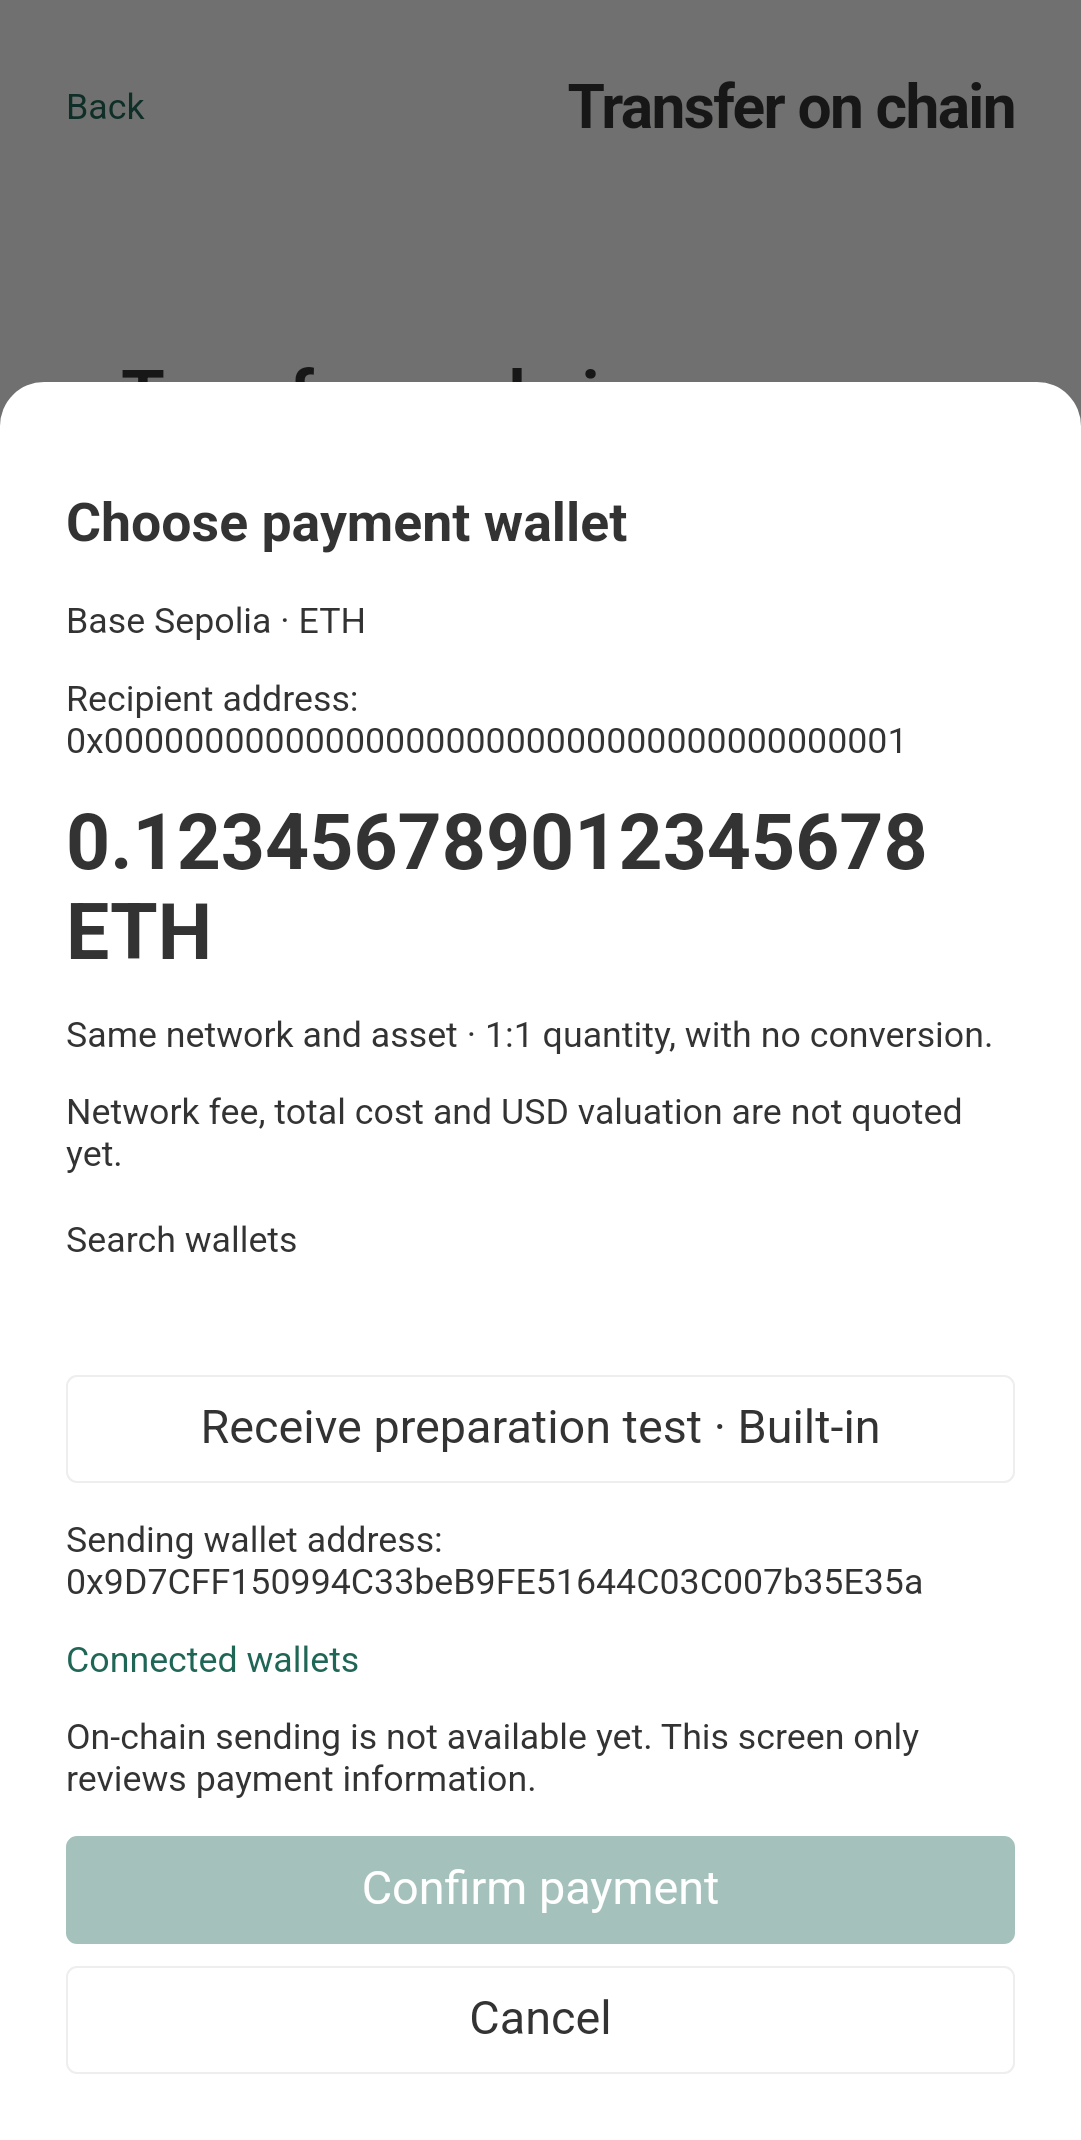 Back
Transfer on chain
Choose payment wallet
Base Sepolia · ETH
Recipient address:
0x0000000000000000000000000000000000000001
0.123456789012345678
ETH
Same network and asset · 1:1 quantity, with no conversion.
Network fee, total cost and USD valuation are not quoted
yet.
Search wallets
Receive preparation test · Built-in
Sending wallet address:
0x9D7CFF150994C33beB9FE51644C03C007b35E35a
Connected wallets
On-chain sending is not available yet. This screen only
reviews payment information.
Confirm payment
Cancel